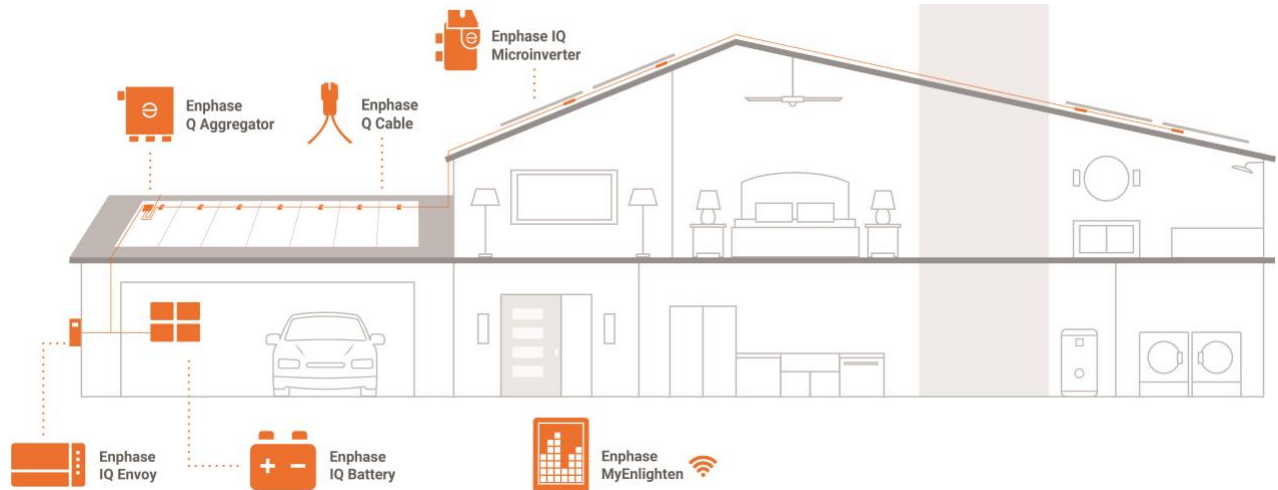 Enphase IQ
Microinverter
Enphase
Q Aggregator
Enphase
Q Cable
Enphase
IQ Envoy
Enphase
IQ Battery
Enphase
MyEnlighten